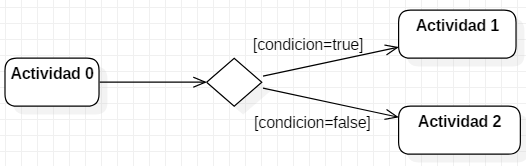 Actividad 1
[condicion=true]
Actividad 0
[condicion=false]
Actividad 2